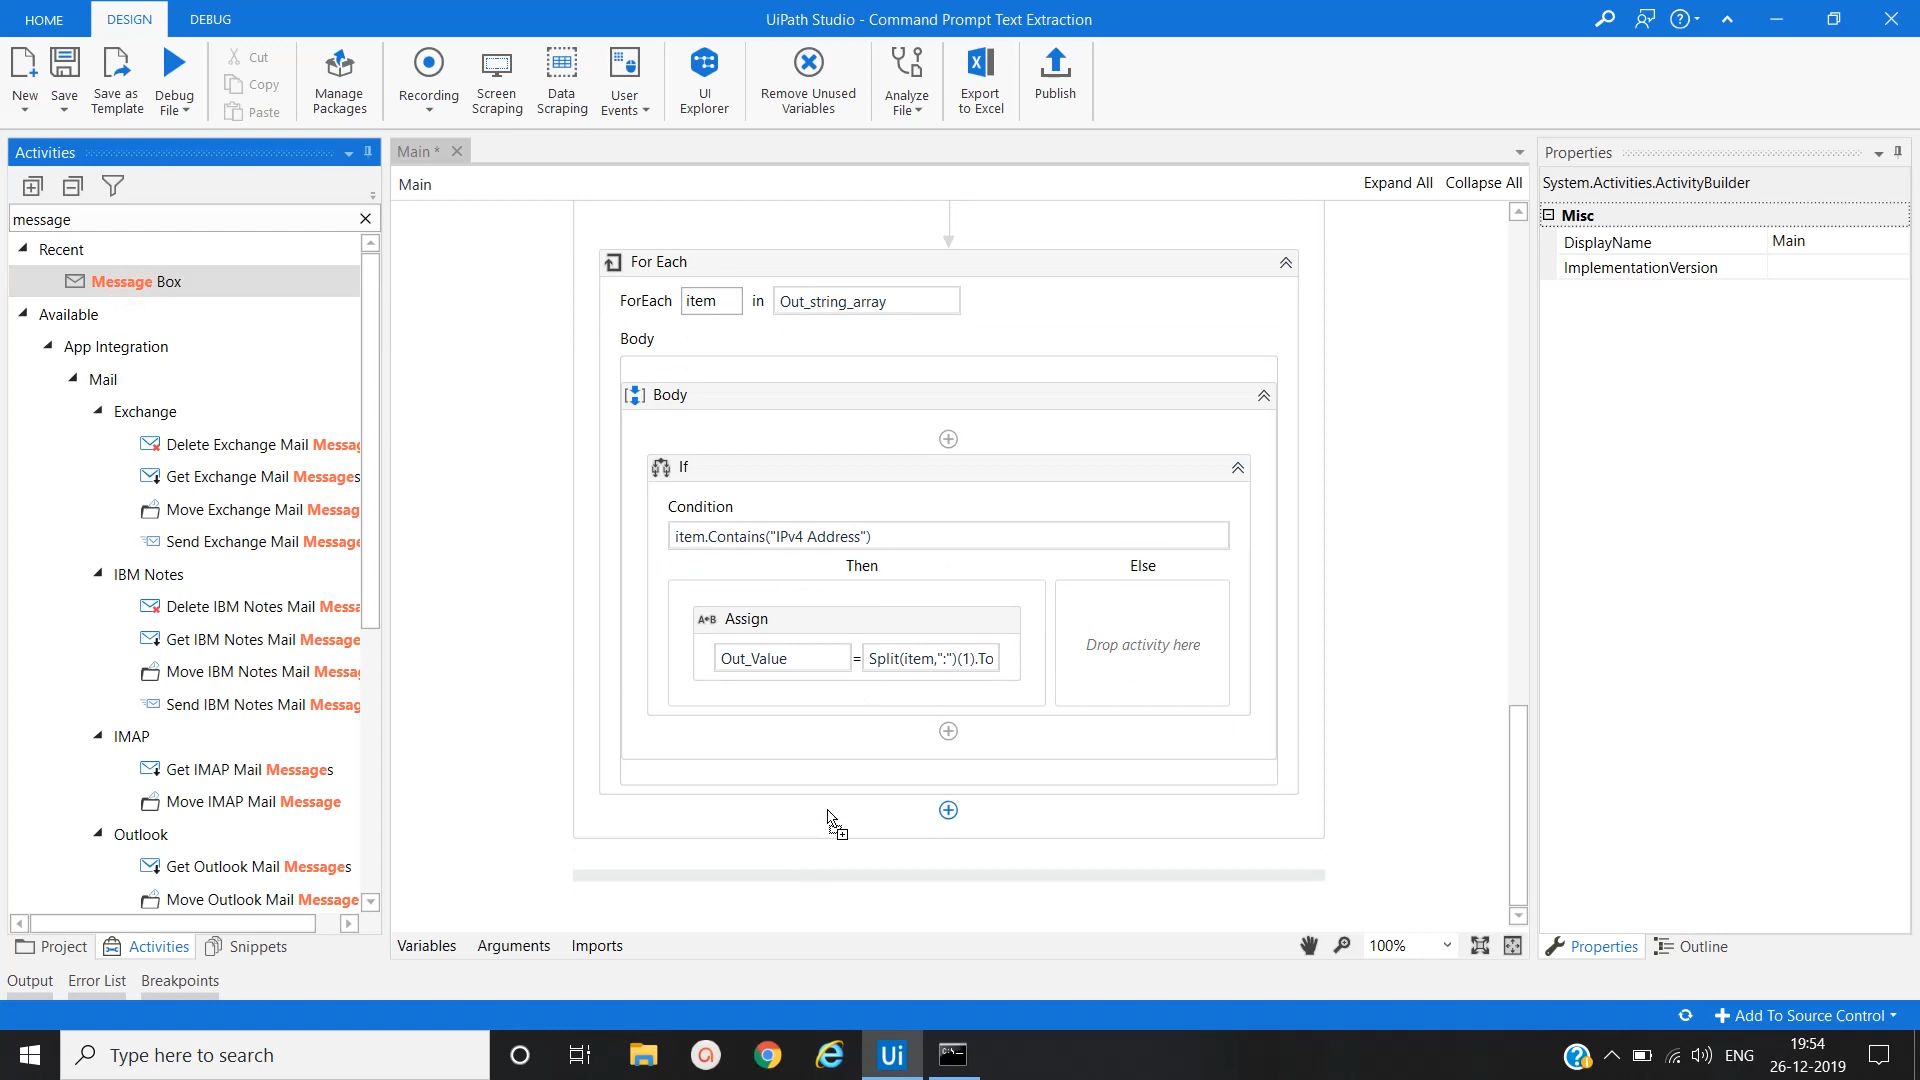 HOME DESIGN DEBUG
UiPath Studio - Command Prompt Text Extraction
New
Save
Save as Template
Debug File
Cut
Copy
Paste
Manage Packages
Recording
Screen Scraping
Data Scraping
User Events
UI Explorer
Remove Unused Variables
Analyze File
Export to Excel
Publish
Activities
message
Recent
Message Box
Available
App Integration
Mail
Exchange
Delete Exchange Mail Messag
Get Exchange Mail Messages
Move Exchange Mail Messag
Send Exchange Mail Message
IBM Notes
Delete IBM Notes Mail Messa
Get IBM Notes Mail Message
Move IBM Notes Mail Messag
Send IBM Notes Mail Messag
IMAP
Get IMAP Mail Messages
Move IMAP Mail Message
Outlook
Get Outlook Mail Messages
Move Outlook Mail Message
Project Activities Snippets
Output Error List Breakpoints
Main *
Main
Expand All Collapse All
For Each
ForEach item in Out_string_array
Body
Body
If
Condition
item.Contains("IPv4 Address")
Then Else
Assign
Out_Value = Split(item,":")(1).To
Drop activity here
Variables Arguments Imports
100%
Properties
System.Activities.ActivityBuilder
Misc
DisplayName Main
ImplementationVersion
Properties Outline
Add To Source Control
Type here to search
Ui
ENG
19:54
26-12-2019